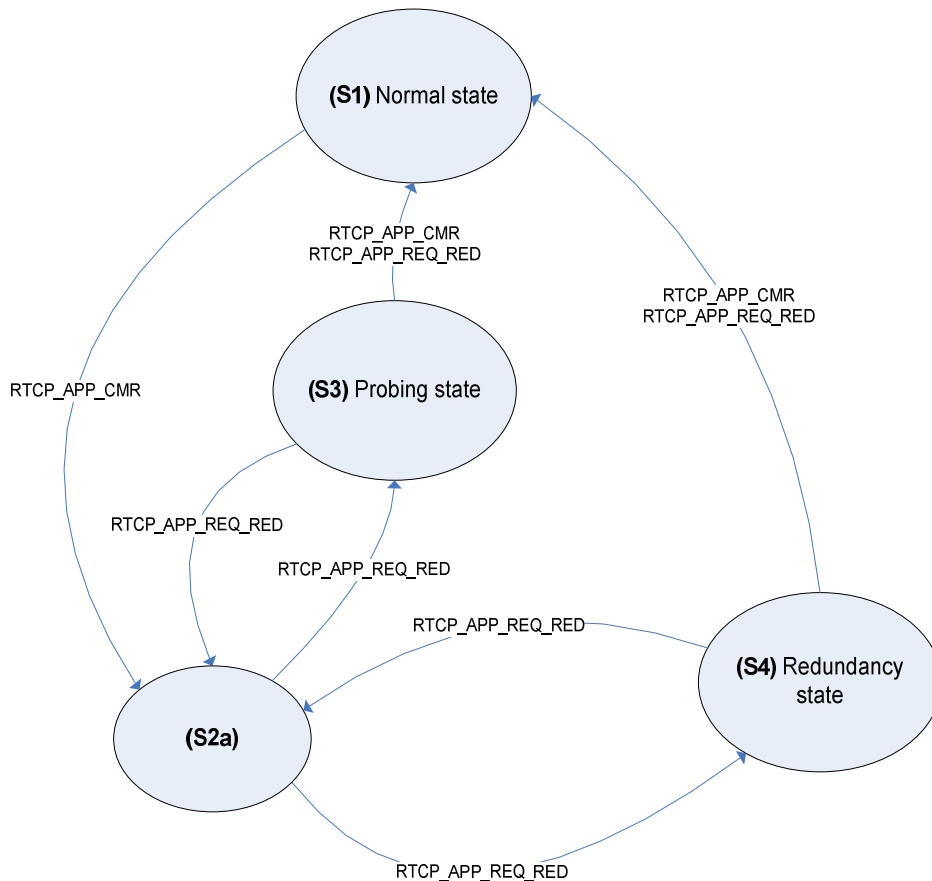 (S1) Normal state
RTCP_APP_CMR
RTCP_APP_REQ_RED
RTCP_APP_CMR
RTCP_APP_REQ_RED
(S3) Probing state
RTCP_APP_CMR
RTCP_APP_REQ_RED
RTCP_APP_REQ_RED
RTCP_APP_REQ_RED
(S4) Redundancy
state
(S2a)
RTCP_APP_REQ_RED